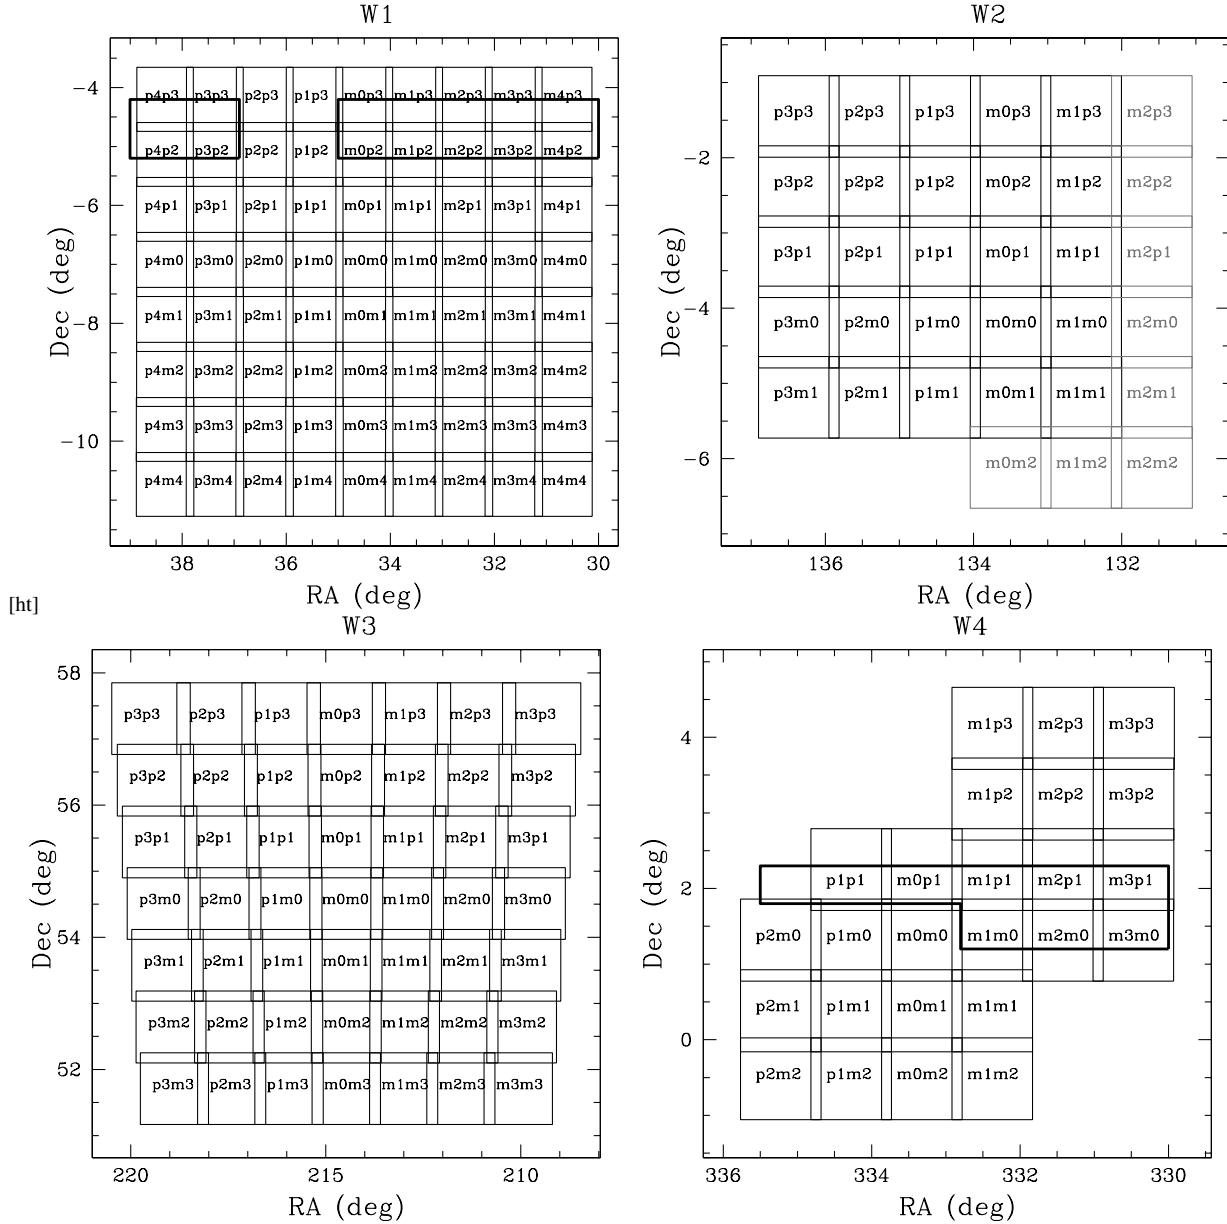 W1 W2
-4 p4p3 p3p3 p2p3 p1p3 m0p3 m1p3 m2p3 m3p3 m4p3
p4p2 p3p2 p2p2 p1p2 m0p2 m1p2 m2p2 m3p2 m4p2
-6 p4p1 p3p1 p2p1 p1p1 m0p1 m1p1 m2p1 m3p1 m4p1
p4m0 p3m0 p2m0 p1m0 m0m0 m1m0 m2m0 m3m0 m4m0
-8 p4m1 p3m1 p2m1 p1m1 m0m1 m1m1 m2m1 m3m1 m4m1
p4m2 p3m2 p2m2 p1m2 m0m2 m1m2 m2m2 m3m2 m4m2
-10 p4m3 p3m3 p2m3 p1m3 m0m3 m1m3 m2m3 m3m3 m4m3
p4m4 p3m4 p2m4 p1m4 m0m4 m1m4 m2m4 m3m4 m4m4
Dec (deg)
38 36 34 32 30
RA (deg)
p3p3 p2p3 p1p3 m0p3 m1p3 m2p3
-2
p3p2 p2p2 p1p2 m0p2 m1p2 m2p2
p3p1 p2p1 p1p1 m0p1 m1p1 m2p1
-4
p3m0 p2m0 p1m0 m0m0 m1m0 m2m0
p3m1 p2m1 p1m1 m0m1 m1m1 m2m1
-6 m0m2 m1m2 m2m2
Dec (deg)
136 134 132
RA (deg)
[ht]
W3 W4
58
p3p3 p2p3 p1p3 m0p3 m1p3 m2p3 m3p3
p3p2 p2p2 p1p2 m0p2 m1p2 m2p2 m3p2
56
p3p1 p2p1 p1p1 m0p1 m1p1 m2p1 m3p1
p3m0 p2m0 p1m0 m0m0 m1m0 m2m0 m3m0
54
p3m1 p2m1 p1m1 m0m1 m1m1 m2m1 m3m1
p3m2 p2m2 p1m2 m0m2 m1m2 m2m2 m3m2
52 p3m3 p2m3 p1m3 m0m3 m1m3 m2m3 m3m3
Dec (deg)
220 215 210
RA (deg)
4 m1p3 m2p3 m3p3
m1p2 m2p2 m3p2
2 p1p1 m0p1 m1p1 m2p1 m3p1
p2m0 p1m0 m0m0 m1m0 m2m0 m3m0
p2m1 p1m1 m0m1 m1m1
0
p2m2 p1m2 m0m2 m1m2
Dec (deg)
336 334 332 330
RA (deg)